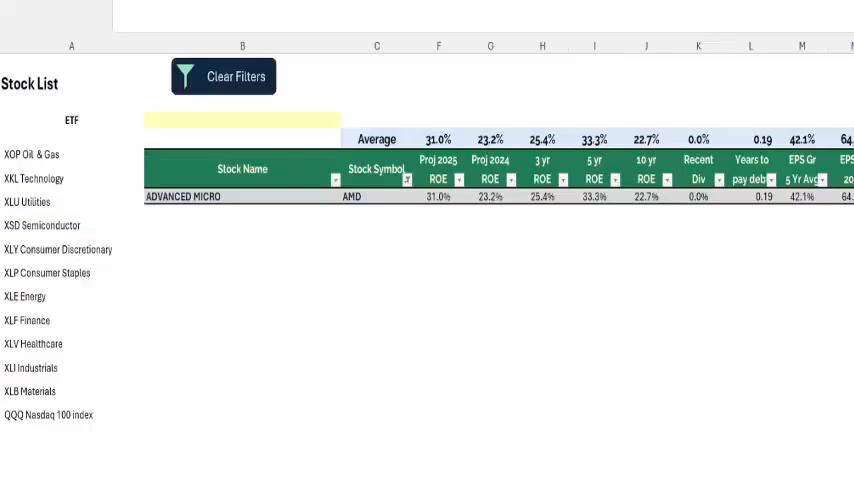 A B C F G H I J K L M
Clear Filters
Stock List
ETF
Average 31.0% 23.2% 25.4% 33.3% 22.7% 0.0% 0.19 42.1% 64.
Stock Name Stock Symbol Proj 2025 ROE Proj 2024 ROE 3 yr ROE 5 yr ROE 10 yr ROE Recent Div Years to pay debt EPS Gr 5 Yr Avg EPS 20
ADVANCED MICRO AMD 31.0% 23.2% 25.4% 33.3% 22.7% 0.0% 0.19 42.1% 64.
XOP Oil & Gas
XKL Technology
XLU Utilities
XSD Semiconductor
XLY Consumer Discretionary
XLP Consumer Staples
XLE Energy
XLF Finance
XLV Healthcare
XLI Industrials
XLB Materials
QQQ Nasdaq 100 index